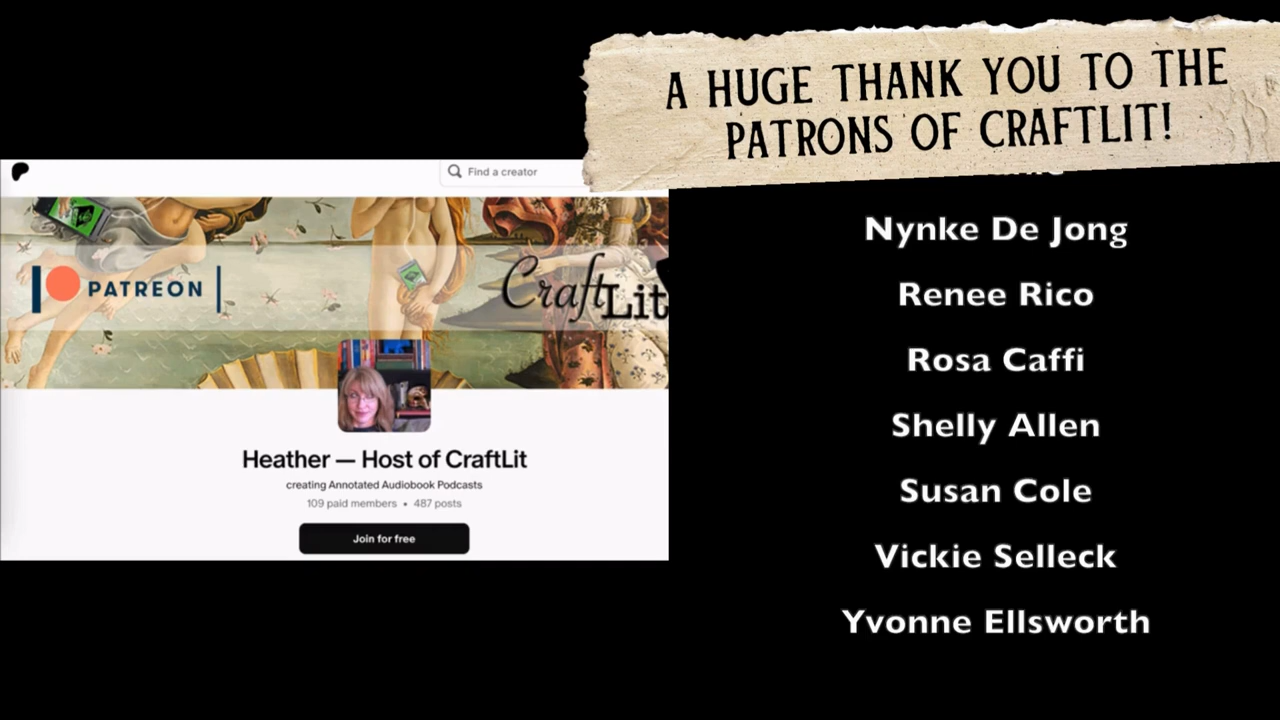 A HUGE THANK YOU TO THE
PATRONS OF CRAFTLIT!
Find a creator
PATREON
CraftLit
Heather — Host of CraftLit
creating Annotated Audiobook Podcasts
109 paid members • 487 posts
Join for free
Nynke De Jong
Renee Rico
Rosa Caffi
Shelly Allen
Susan Cole
Vickie Selleck
Yvonne Ellsworth